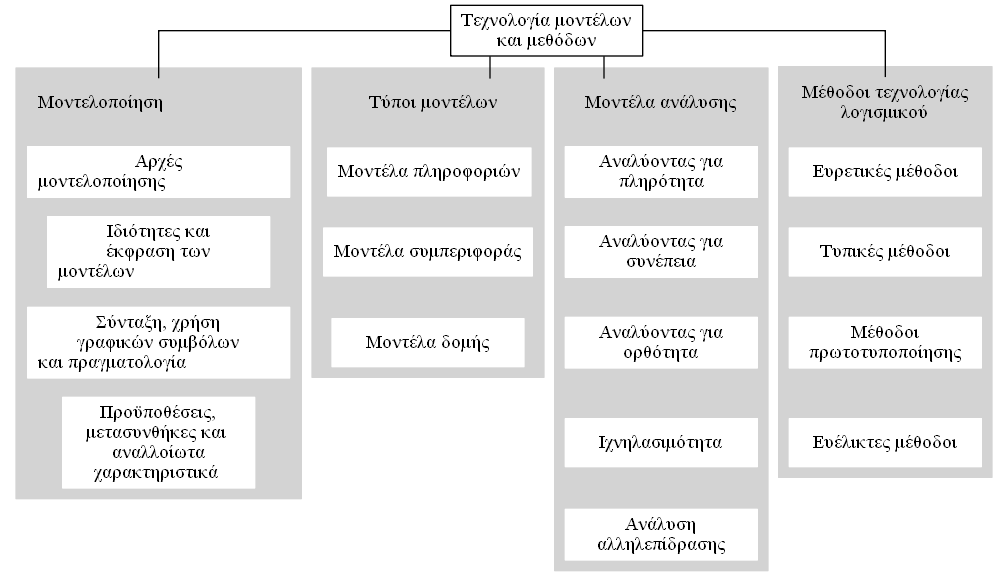 Τεχνολογία μοντέλων
και μεθόδων
Μοντελοποίηση
Αρχές
μοντελοποίησης
Ιδιότητες και
έκφραση των
μοντέλων
Σύνταξη, χρήση
γραφικών συμβόλων
και πραγματολογία
Προϋποθέσεις,
μετασυνθήκες και
αναλλοίωτα
χαρακτηριστικά
Τύποι μοντέλων
Μοντέλα πληροφοριών
Μοντέλα συμπεριφοράς
Μοντέλα δομής
Μοντέλα ανάλυσης
Αναλύοντας για
πληρότητα
Αναλύοντας για
συνέπεια
Αναλύοντας για
ορθότητα
Ιχνηλασιμότητα
Ανάλυση
αλληλεπίδρασης
Μέθοδοι τεχνολογίας
λογισμικού
Ευρετικές μέθοδοι
Τυπικές μέθοδοι
Μέθοδοι
πρωτοτυποποίησης
Ευέλικτες μέθοδοι